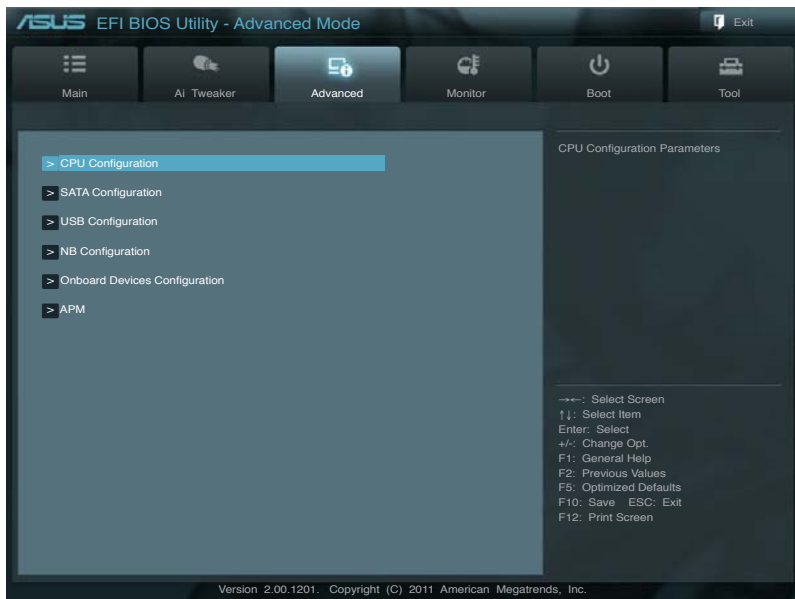 ASUS EFI BIOS Utility - Advanced Mode
Exit
Main
Ai Tweaker
Advanced
Monitor
Boot
Tool
> CPU Configuration
> SATA Configuration
> USB Configuration
> NB Configuration
> Onboard Devices Configuration
> APM
CPU Configuration Parameters
→←: Select Screen
↑↓: Select Item
Enter: Select
+/-: Change Opt.
F1: General Help
F2: Previous Values
F5: Optimized Defaults
F10: Save ESC: Exit
F12: Print Screen
Version 2.00.1201. Copyright (C) 2011 American Megatrends, Inc.